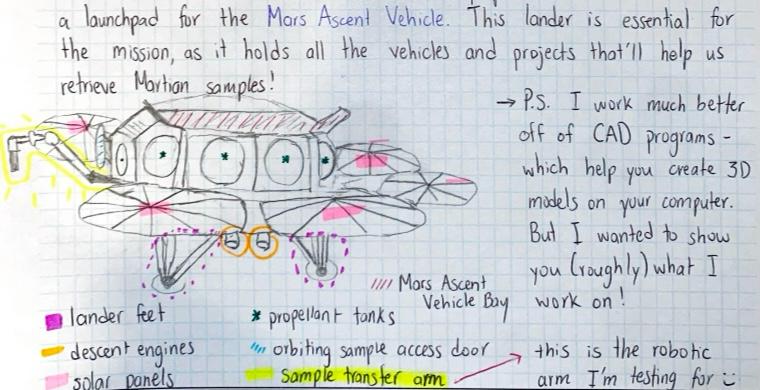 a launchpad for the Mars Ascent Vehicle. This lander is essential for
the mission, as it holds all the vehicles and projects that'll help us
retrieve Martian samples!
→ P.S. I work much better
off of CAD programs -
which help you create 3D
models on your computer.
But I wanted to show
you (roughly) what I
work on!
//// Mars Ascent
Vehicle Bay
lander feet
* propellant tanks
descent engines
orbiting sample access door
solar panels
sample transfer arm
this is the robotic
arm I'm testing for